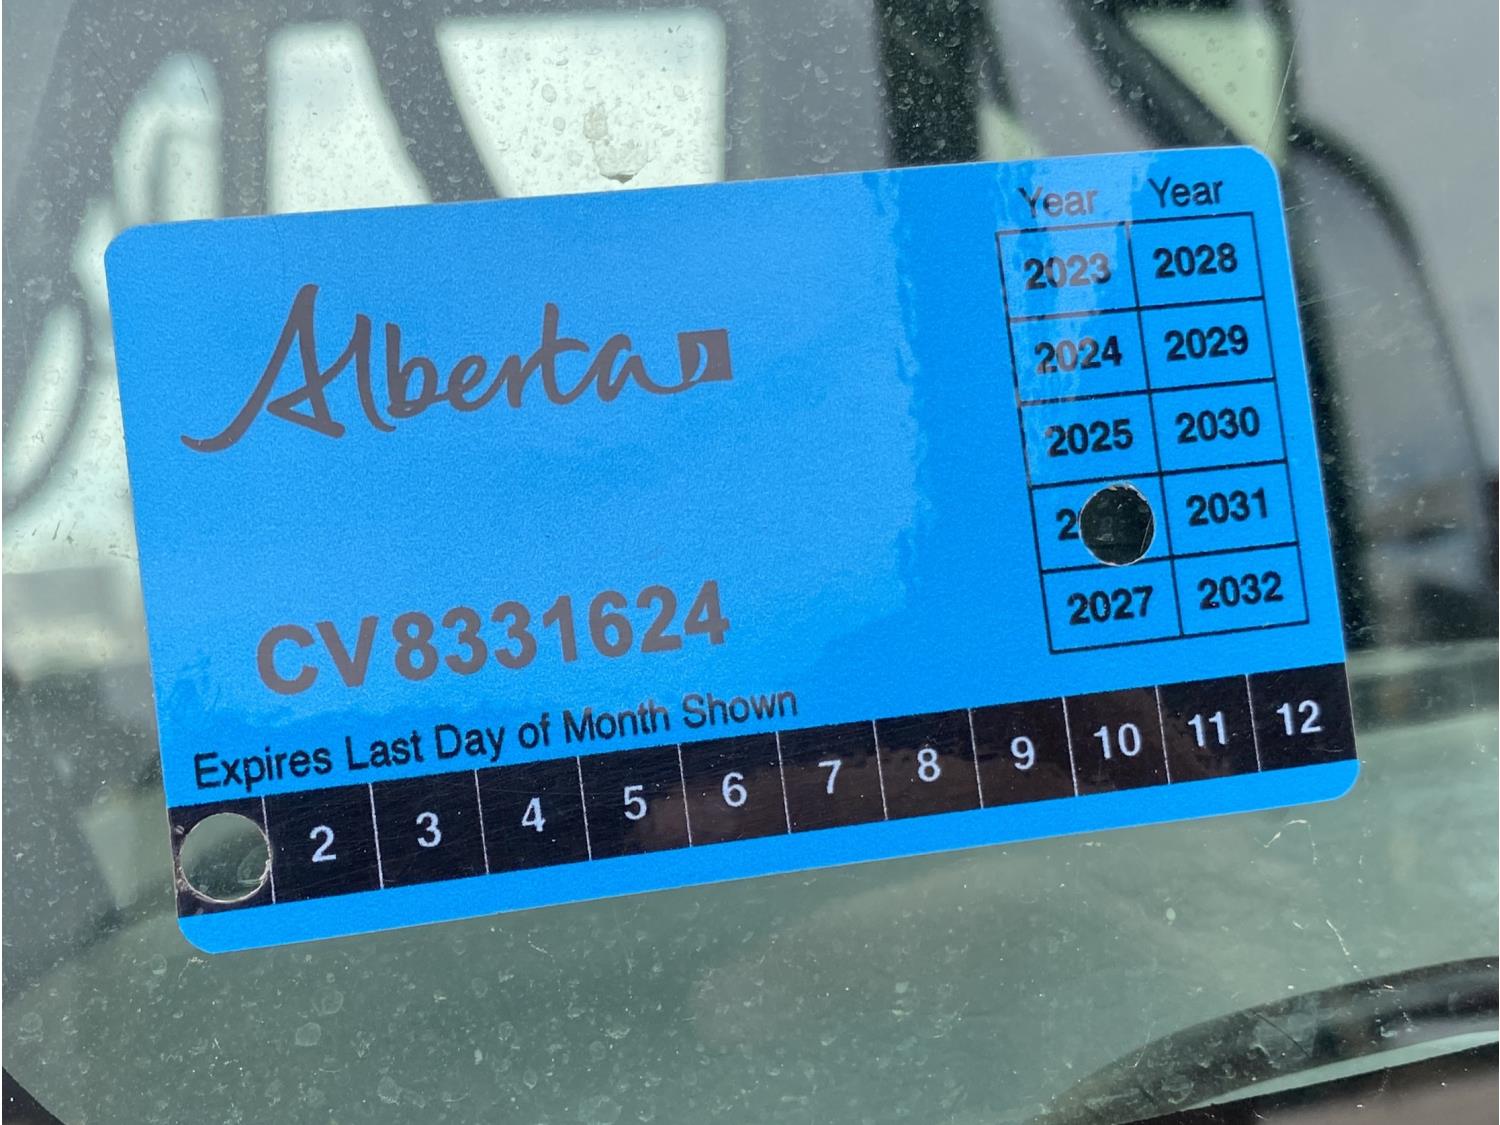 Alberta
Year Year
2023 2028
2024 2029
2025 2030
2 2031
2027 2032
CV8331624
Expires Last Day of Month Shown
2 3 4 5 6 7 8 9 10 11 12